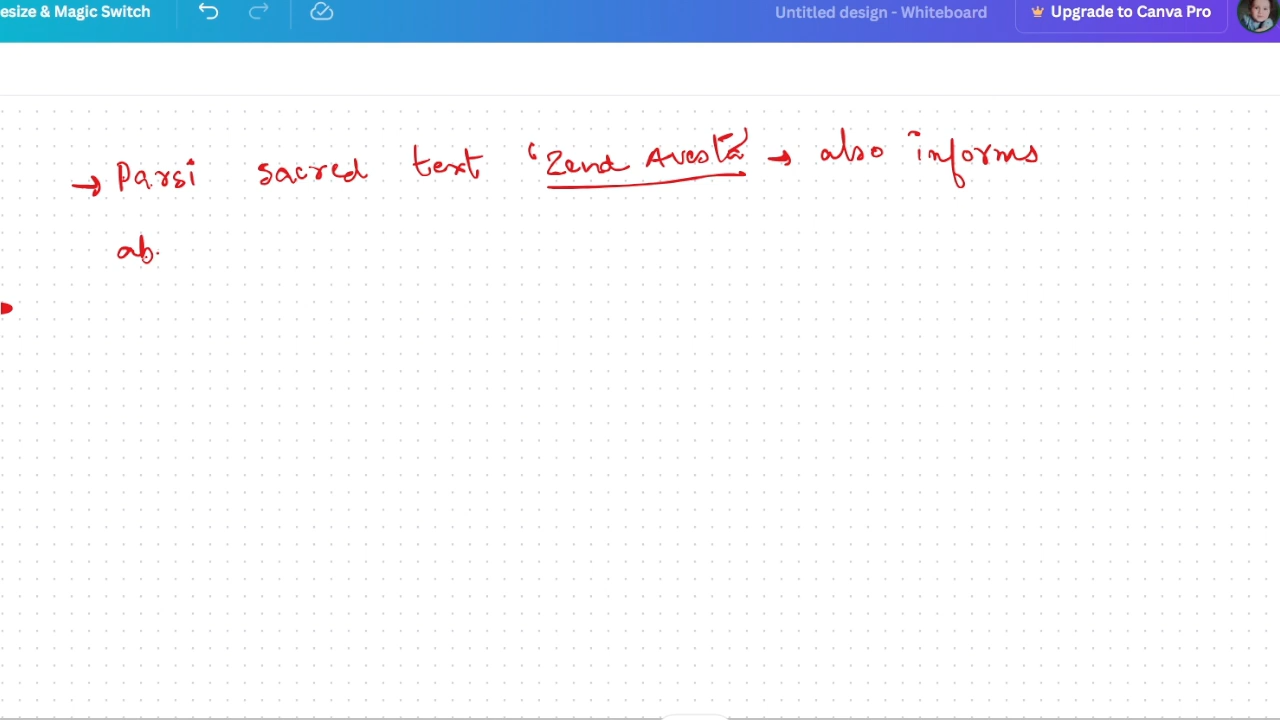 esize & Magic Switch
Untitled design - Whiteboard
Upgrade to Canva Pro
→ Parsi sacred text 'Zend Avesta' → also informs
ab